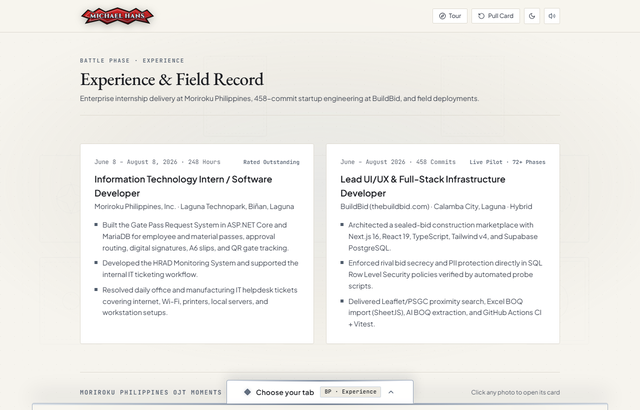 MICHAEL HANS
Tour
Pull Card
BATTLE PHASE · EXPERIENCE
Experience & Field Record
Enterprise internship delivery at Moriroku Philippines, 458-commit startup engineering at BuildBid, and field deployments.
June 8 – August 8, 2026 · 248 Hours
Rated Outstanding
Information Technology Intern / Software
Developer
Moriroku Philippines, Inc. · Laguna Technopark, Biñan, Laguna
Built the Gate Pass Request System in ASP.NET Core and
MariaDB for employee and material passes, approval
routing, digital signatures, A6 slips, and QR gate tracking.
Developed the HRAD Monitoring System and supported the
internal IT ticketing workflow.
Resolved daily office and manufacturing IT helpdesk tickets
covering internet, Wi-Fi, printers, local servers, and
workstation setups.
June – August 2026 · 458 Commits
Live Pilot · 72+ Phases
Lead UI/UX & Full-Stack Infrastructure
Developer
BuildBid (thebuildbid.com) · Calamba City, Laguna · Hybrid
Architected a sealed-bid construction marketplace with
Next.js 16, React 19, TypeScript, Tailwind v4, and Supabase
PostgreSQL.
Enforced rival bid secrecy and PII protection directly in SQL
Row Level Security policies verified by automated probe
scripts.
Delivered Leaflet/PSGC proximity search, Excel BOQ
import (SheetJS), AI BOQ extraction, and GitHub Actions CI
+ Vitest.
MORIROKU PHILIPPINES OJT MOMENTS
Choose your tab
BP · Experience
Click any photo to open its card